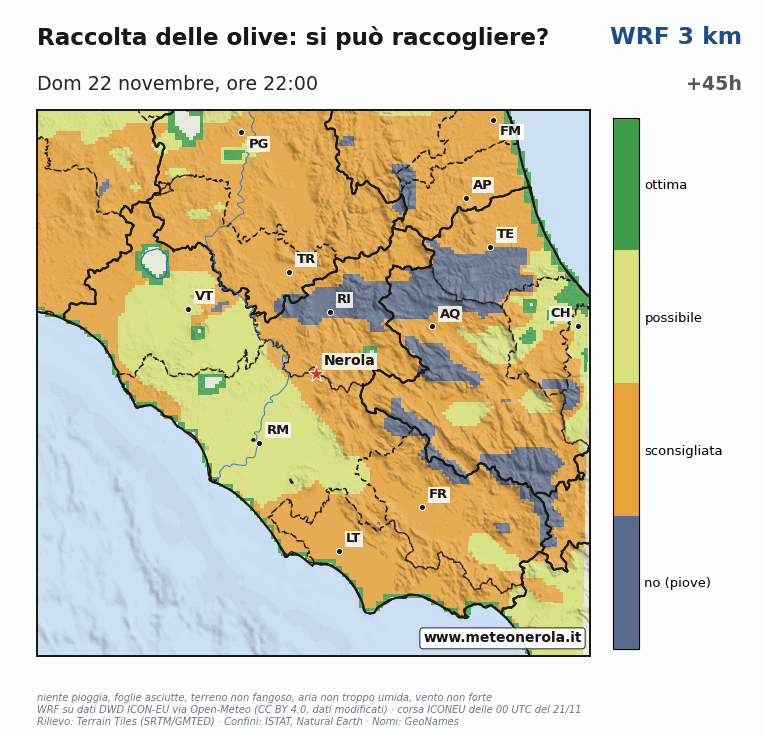 Raccolta delle olive: si può raccogliere?
WRF 3 km
Dom 22 novembre, ore 22:00
+45h
FM
PG
AP
TE
TR
VT
RI
AQ
CH
Nerola
RM
FR
LT
www.meteonerola.it
ottima
possibile
sconsigliata
no (piove)
niente pioggia, foglie asciutte, terreno non fangoso, aria non troppo umida, vento non forte
WRF su dati DWD ICON-EU via Open-Meteo (CC BY 4.0, dati modificati) · corsa ICONEU delle 00 UTC del 21/11
Rilievo: Terrain Tiles (SRTM/GMTED) · Confini: ISTAT, Natural Earth · Nomi: GeoNames